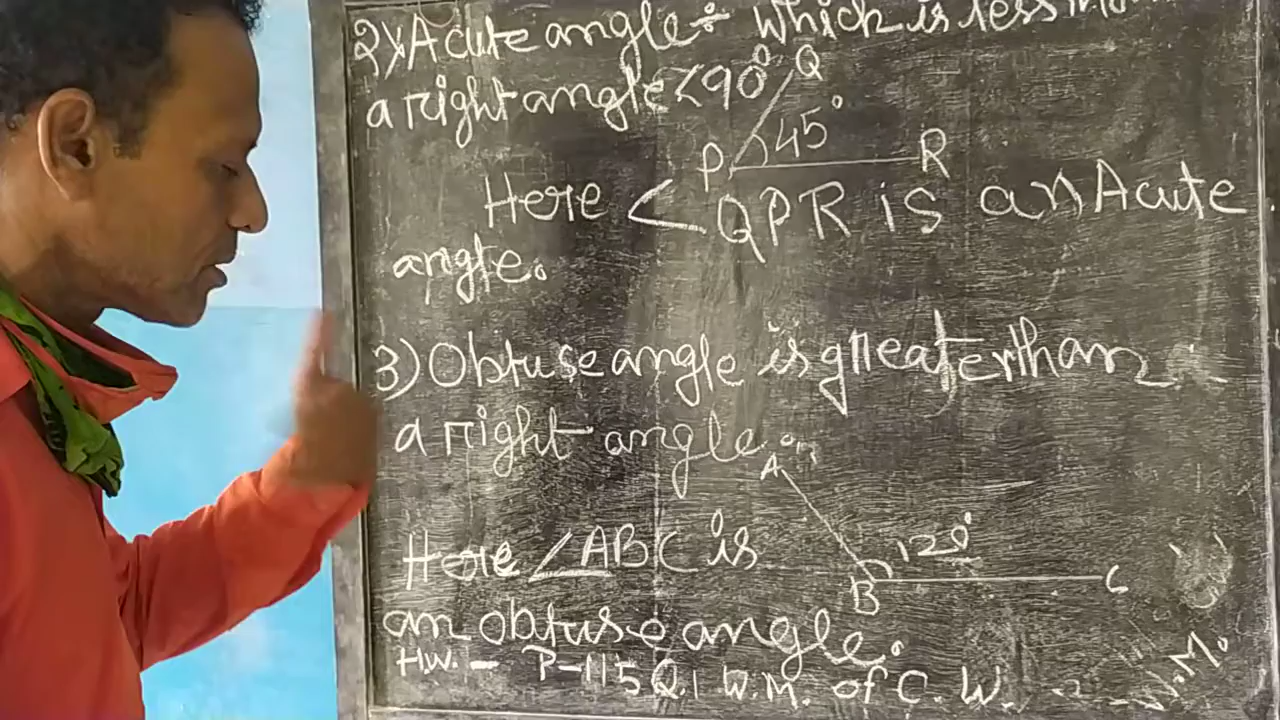 2) Acute angle÷ Which is less
a right angle <90°
Q
45°
P
R
Here < QPR is an Acute
angle.
3) Obtuse angle is greater than
a right angle.
A
Here ∠ABC is
120°
B
C
an obtuse angle.
H.W. - P-115 Q.1 W.M. of C.W.
W.M.